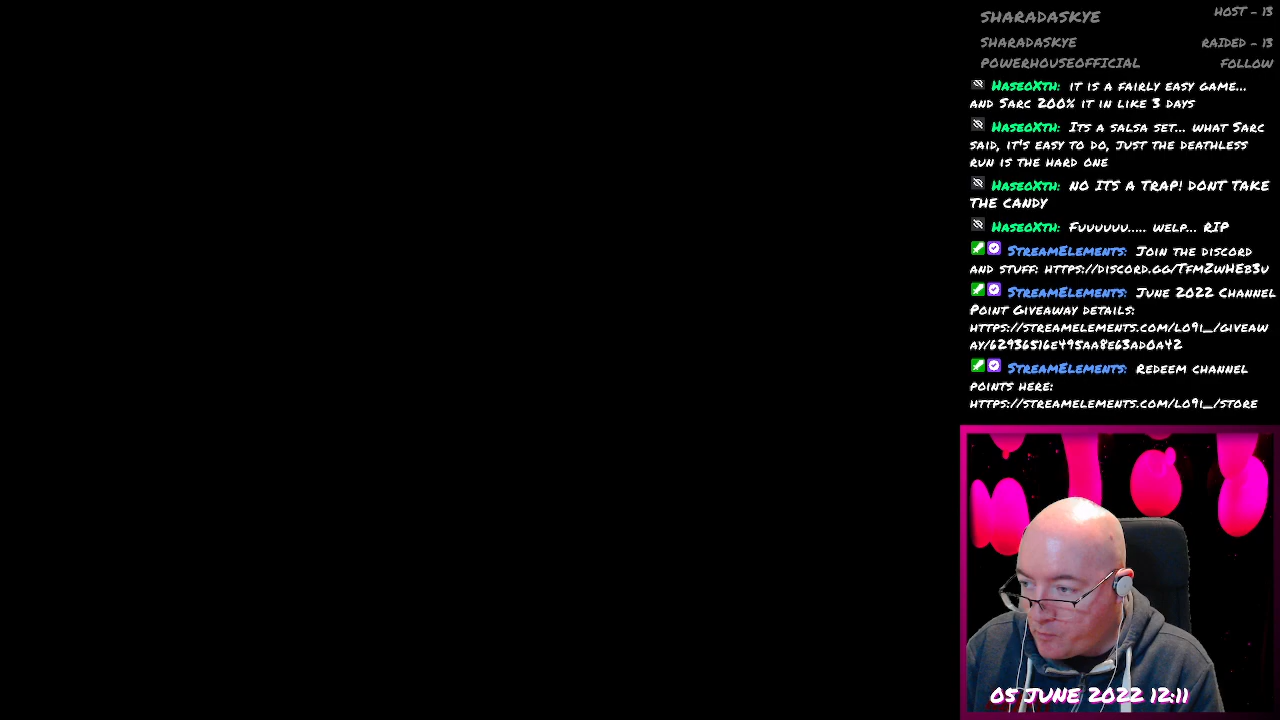 SHARADASKYE HOST - 13
SHARADASKYE RAIDED - 13
POWERHOUSEOFFICIAL FOLLOW
HaseoXth: it is a fairly easy game...
and Sarc 200% it in like 3 days
HaseoXth: Its a salsa set... what Sarc
said, it's easy to do, just the deathless
run is the hard one
HaseoXth: NO ITS A TRAP! DONT TAKE
THE CANDY
HaseoXth: Fuuuuuu..... welp... RIP
StreamElements: Join the discord
and stuff: https://discord.gg/TfmZwHEb3u
StreamElements: June 2022 Channel
Point Giveaway details:
https://streamelements.com/lo9i_/giveaw
ay/62936516e495aa8e63ad0a42
StreamElements: Redeem channel
points here:
https://streamelements.com/lo9i_/store
05 JUNE 2022 12:11